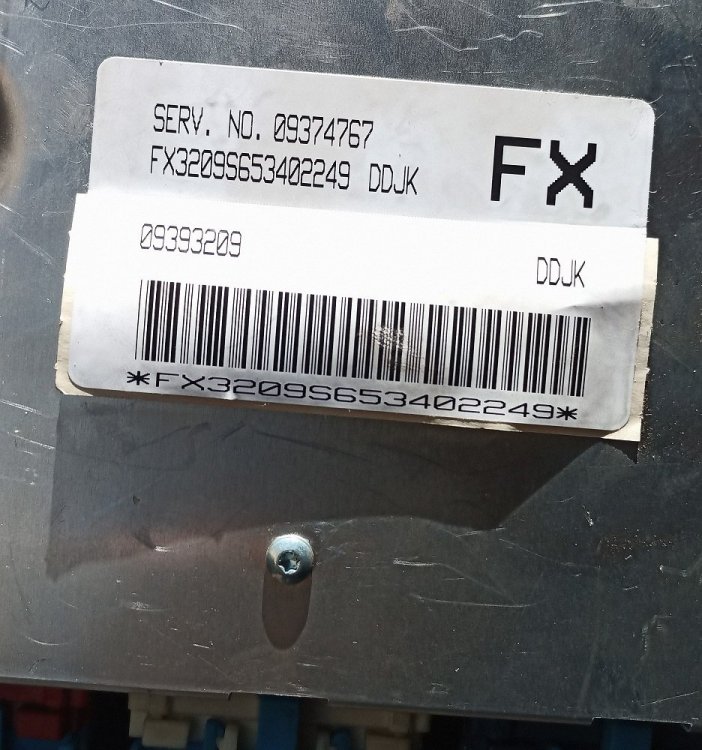 SERV. NO. 09374767
FX3209S653402249 DDJK
FX
09393209
DDJK
*FX3209S653402249*